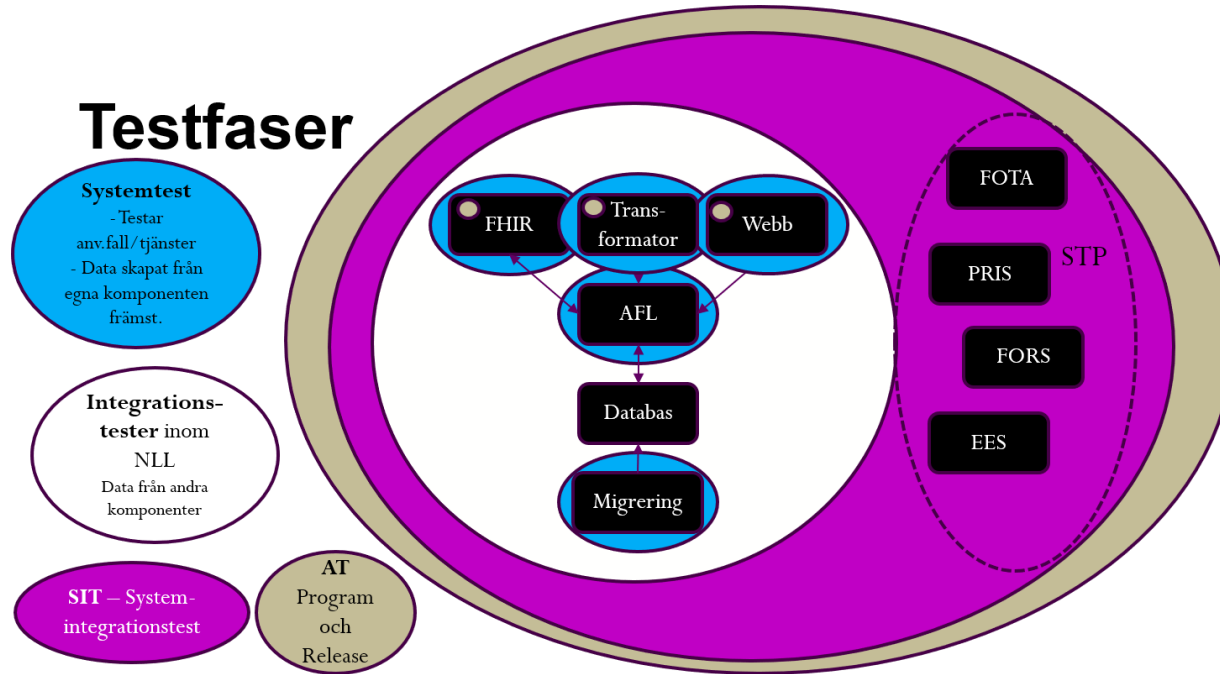 Testfaser
Systemtest
-Testar
anv.fall/tjänster
- Data skapat från
egna komponenten
främst.
Integrations-
tester inom
NLL
Data från andra
komponenter
SIT – System-
integrationstest
AT
Program
och
Release
FHIR
Trans-
formator
Webb
AFL
Databas
Migrering
FOTA
PRIS
STP
FORS
EES